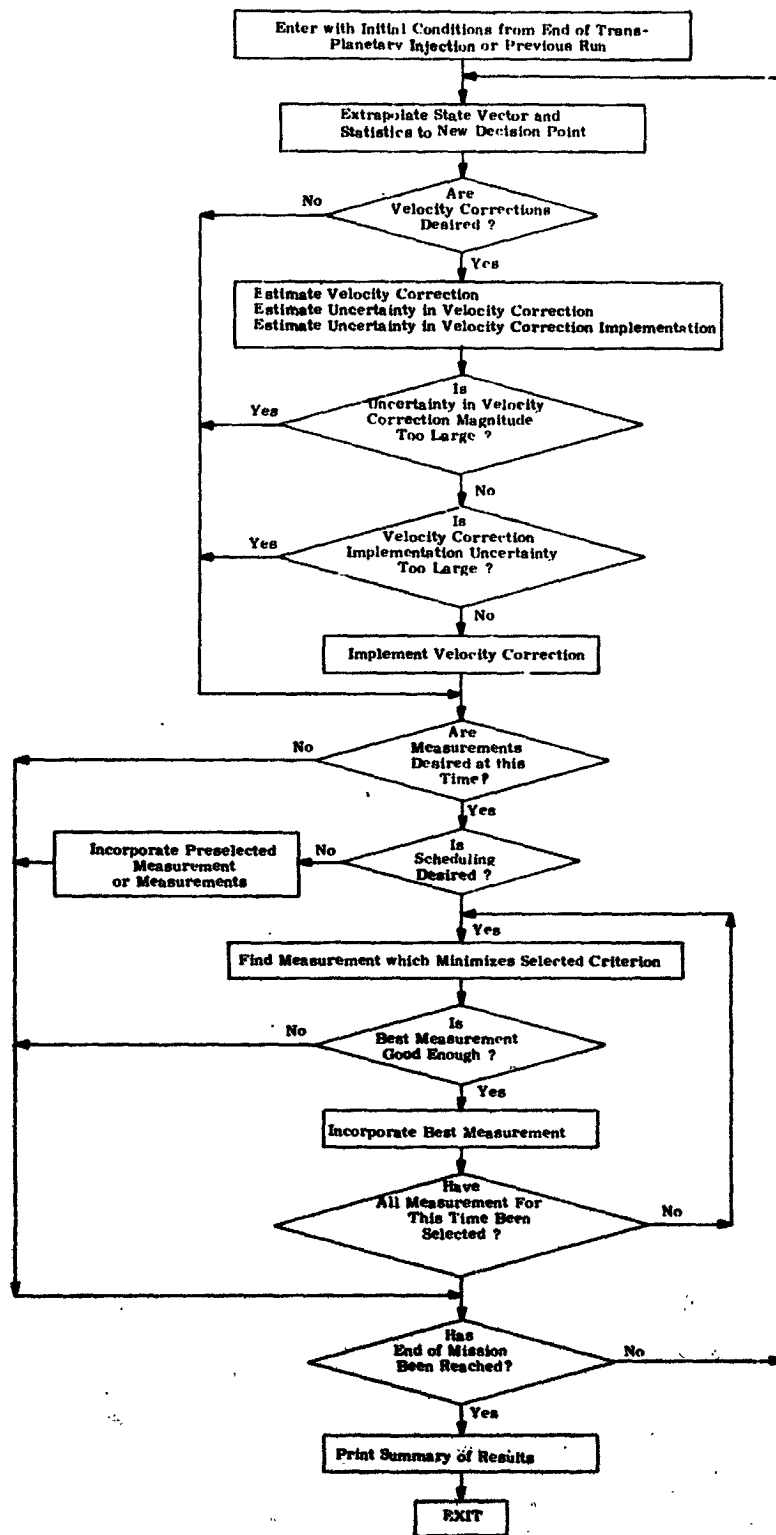 Enter with Initial Conditions from End of Trans-
Planetary Injection or Previous Run
Extrapolate State Vector and
Statistics to New Decision Point
Are
Velocity Corrections
Desired ?
No
Yes
Estimate Velocity Correction
Estimate Uncertainty in Velocity Correction
Estimate Uncertainty in Velocity Correction Implementation
Is
Uncertainty in Velocity
Correction Magnitude
Too Large ?
Yes
No
Is
Velocity Correction
Implementation Uncertainty
Too Large ?
Yes
No
Implement Velocity Correction
Are
Measurements
Desired at this
Time?
No
Yes
Is
Scheduling
Desired ?
No
Incorporate Preselected
Measurement
or Measurements
Yes
Find Measurement which Minimizes Selected Criterion
Is
Best Measurement
Good Enough ?
No
Yes
Incorporate Best Measurement
Have
All Measurement For
This Time Been
Selected ?
No
Has
End of Mission
Been Reached?
No
Yes
Print Summary of Results
EXIT